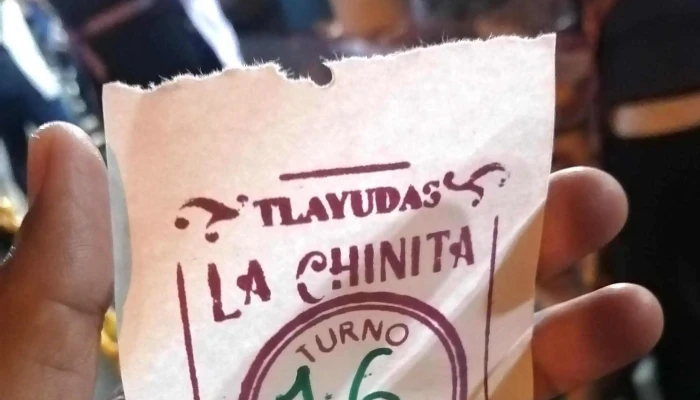 TLAYUDAS
LA CHINITA
TURNO
16